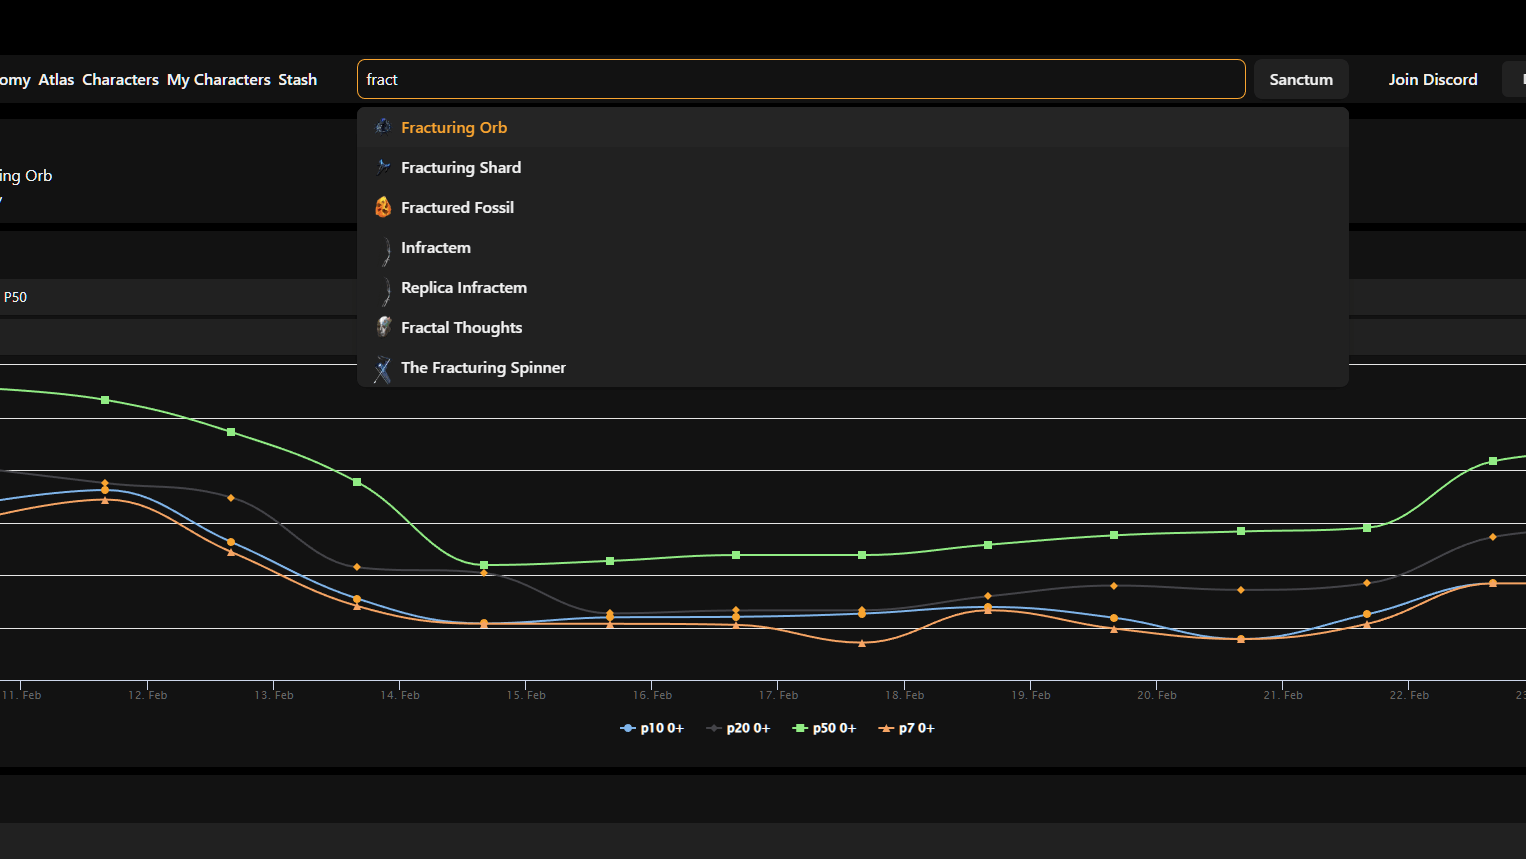 omy Atlas Characters My Characters Stash fract Sanctum Join Discord
Fracturing Orb
Fracturing Shard
ing Orb
Fractured Fossil
Infractem
Replica Infractem
P50
Fractal Thoughts
The Fracturing Spinner
11. Feb 12. Feb 13. Feb 14. Feb 15. Feb 16. Feb 17. Feb 18. Feb 19. Feb 20. Feb 21. Feb 22. Feb 23
p10 0+ p20 0+ p50 0+ p7 0+